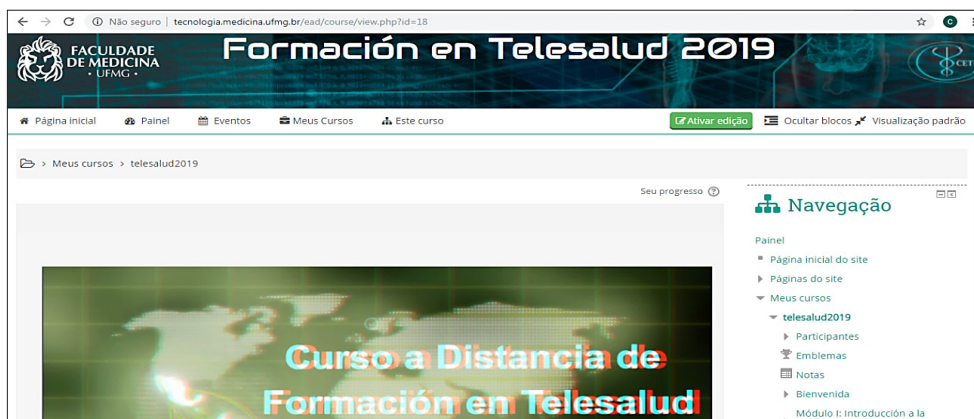 Não seguro | tecnologia.medicina.ufmg.br/ead/course/view.php?id=18
FACULDADE
DE MEDICINA
• UFMG •
Formación en Telesalud 2019
CET
Página inicial Painel Eventos Meus Cursos Este curso Ativar edição Ocultar blocos Visualização padrão
> Meus cursos > telesalud2019
Seu progresso
Navegação
Painel
Página inicial do site
Páginas do site
Meus cursos
telesalud2019
Participantes
Emblemas
Notas
Bienvenida
Módulo I: Introducción a la
Curso a Distancia de
Formación en Telesalud